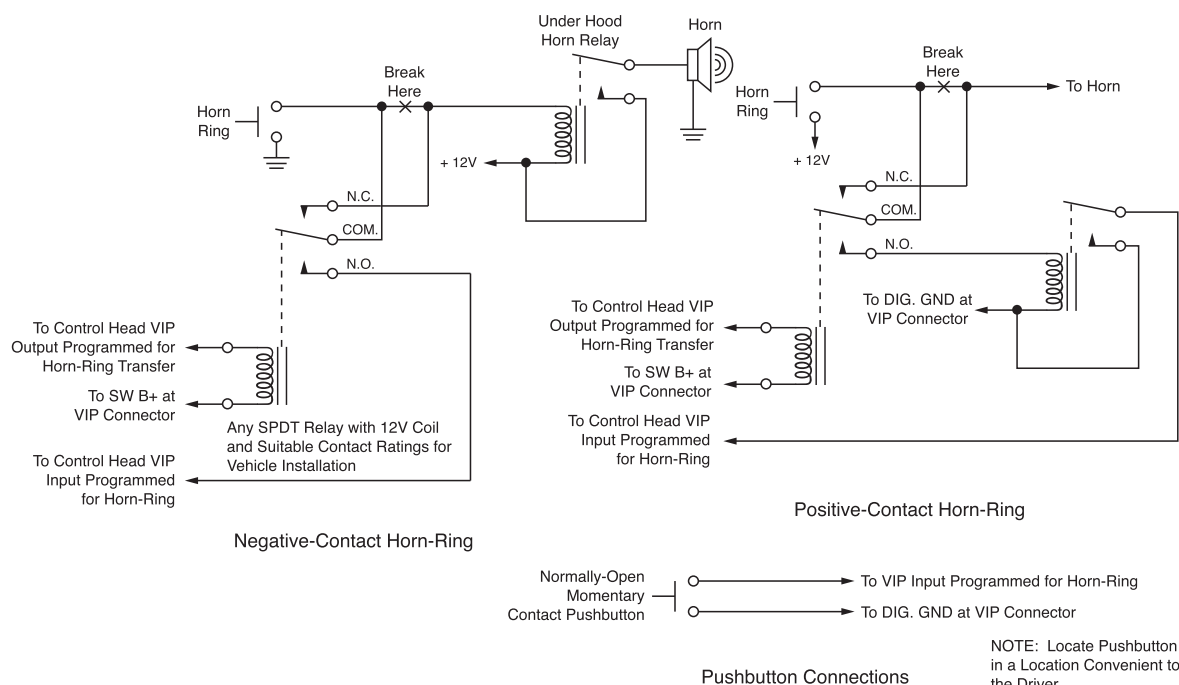 Under Hood
Horn Relay
Horn
Break
Here
Horn
Ring
+ 12V
N.C.
COM.
N.O.
To Control Head VIP
Output Programmed for
Horn-Ring Transfer
To SW B+ at
VIP Connector
Any SPDT Relay with 12V Coil
and Suitable Contact Ratings for
Vehicle Installation
To Control Head VIP
Input Programmed
for Horn-Ring
Negative-Contact Horn-Ring
Break
Here
To Horn
Horn
Ring
+ 12V
N.C.
COM.
N.O.
To DIG. GND at
VIP Connector
To Control Head VIP
Output Programmed for
Horn-Ring Transfer
To SW B+ at
VIP Connector
To Control Head VIP
Input Programmed
for Horn-Ring
Positive-Contact Horn-Ring
Normally-Open
Momentary
Contact Pushbutton
To VIP Input Programmed for Horn-Ring
To DIG. GND at VIP Connector
Pushbutton Connections
NOTE: Locate Pushbutton
in a Location Convenient to
the Driver